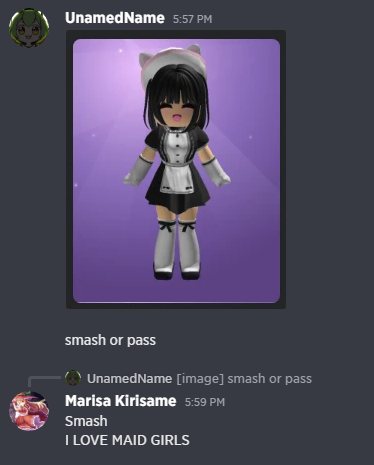 UnamedName 5:57 PM
smash or pass
UnamedName [image] smash or pass
Marisa Kirisame 5:59 PM
Smash
I LOVE MAID GIRLS